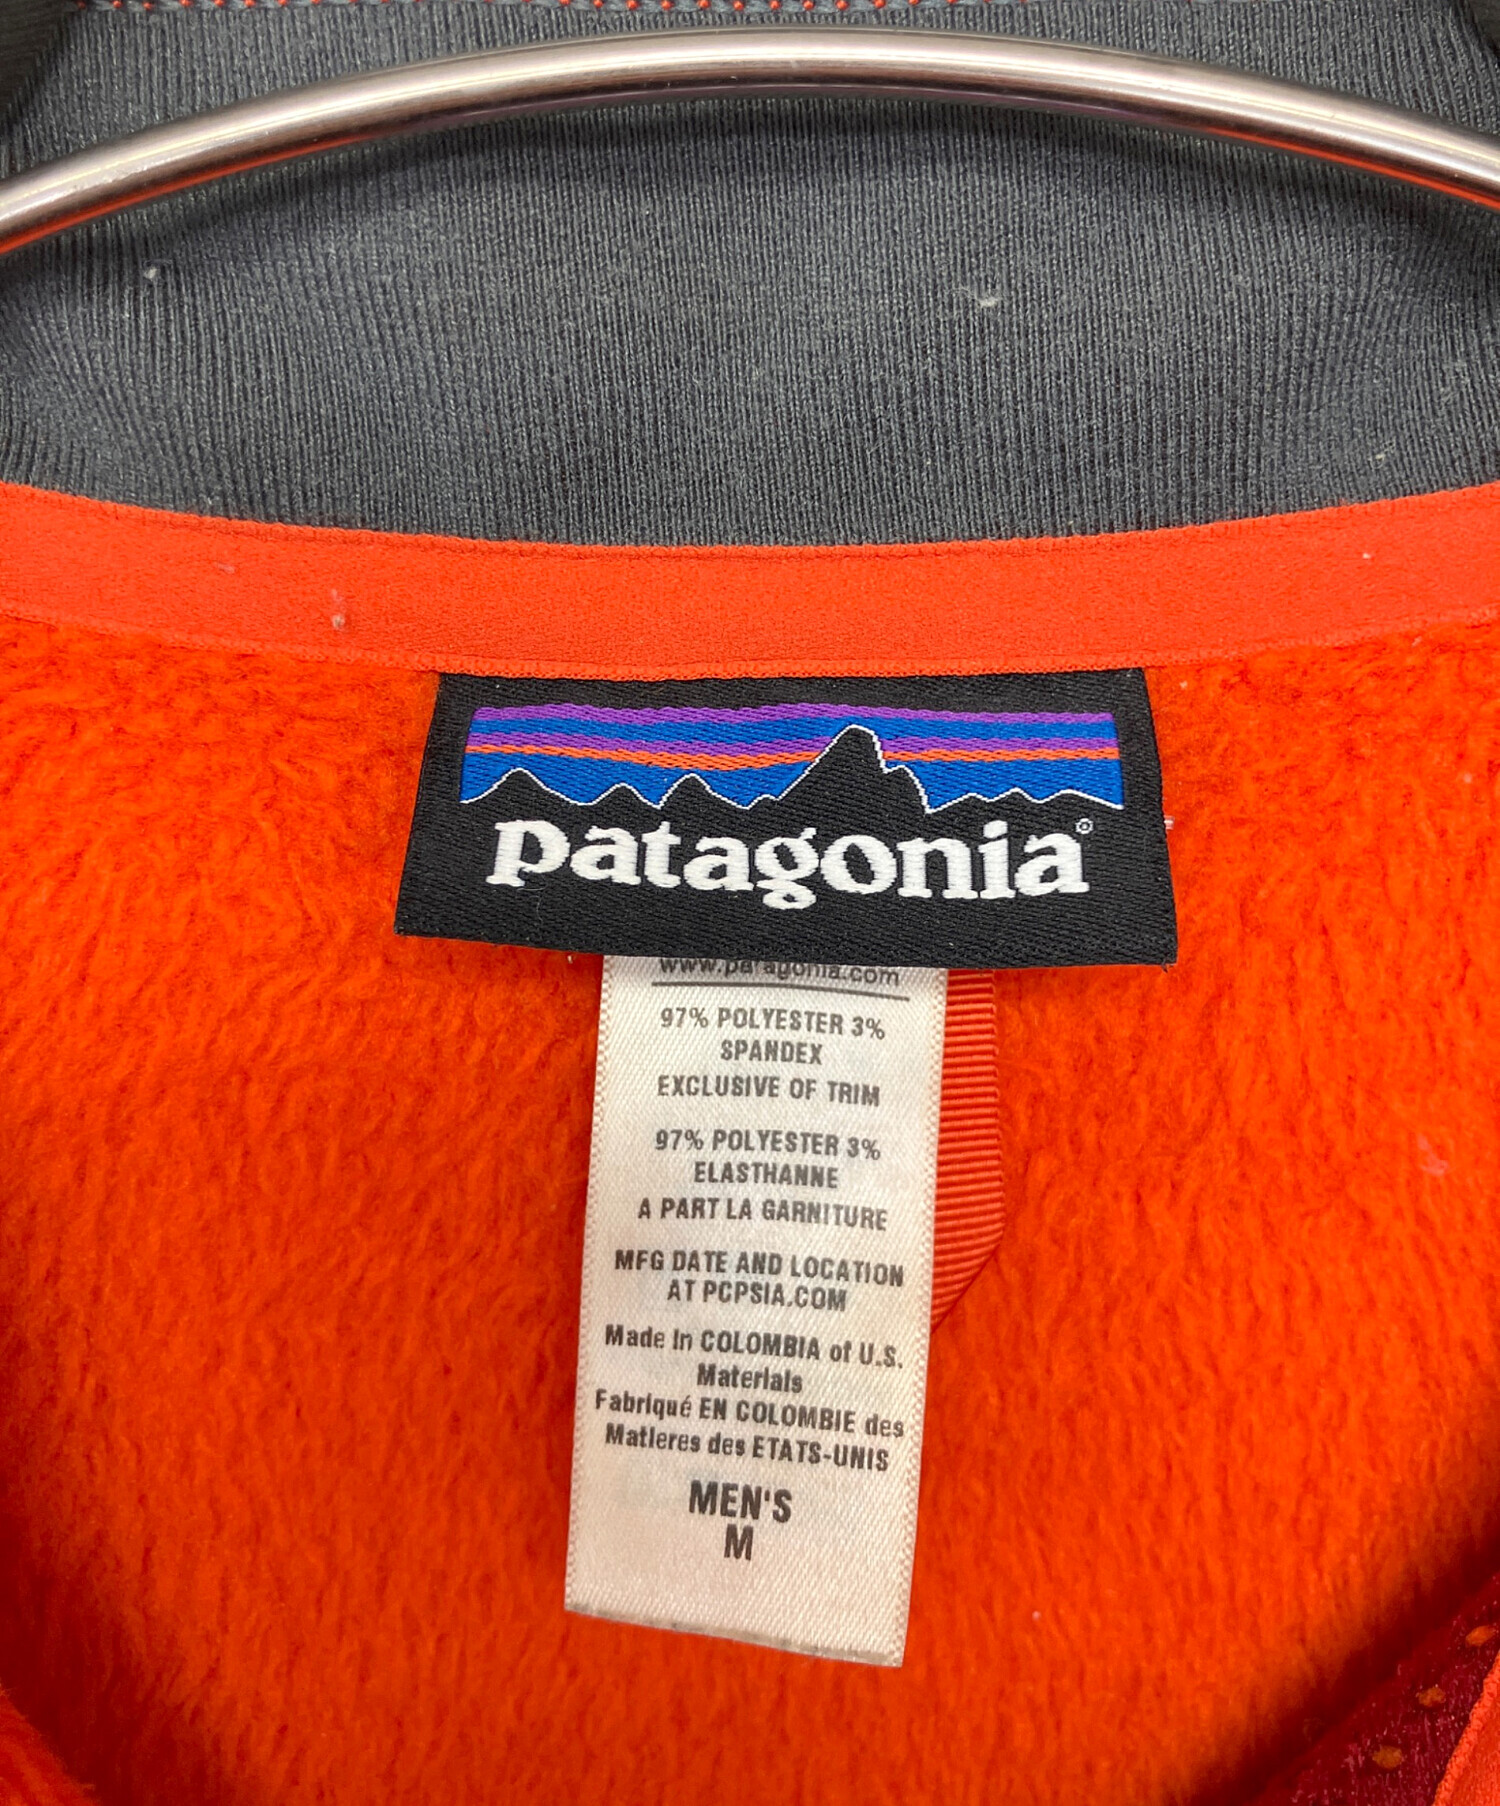 patagonia®
www.patagonia.com
97% POLYESTER 3%
SPANDEX
EXCLUSIVE OF TRIM
97% POLYESTER 3%
ELASTHANNE
A PART LA GARNITURE
MFG DATE AND LOCATION
AT PCPSIA.COM
Made in COLOMBIA of U.S.
Materials
Fabriqué EN COLOMBIE des
Matieres des ETATS-UNIS
MEN'S
M